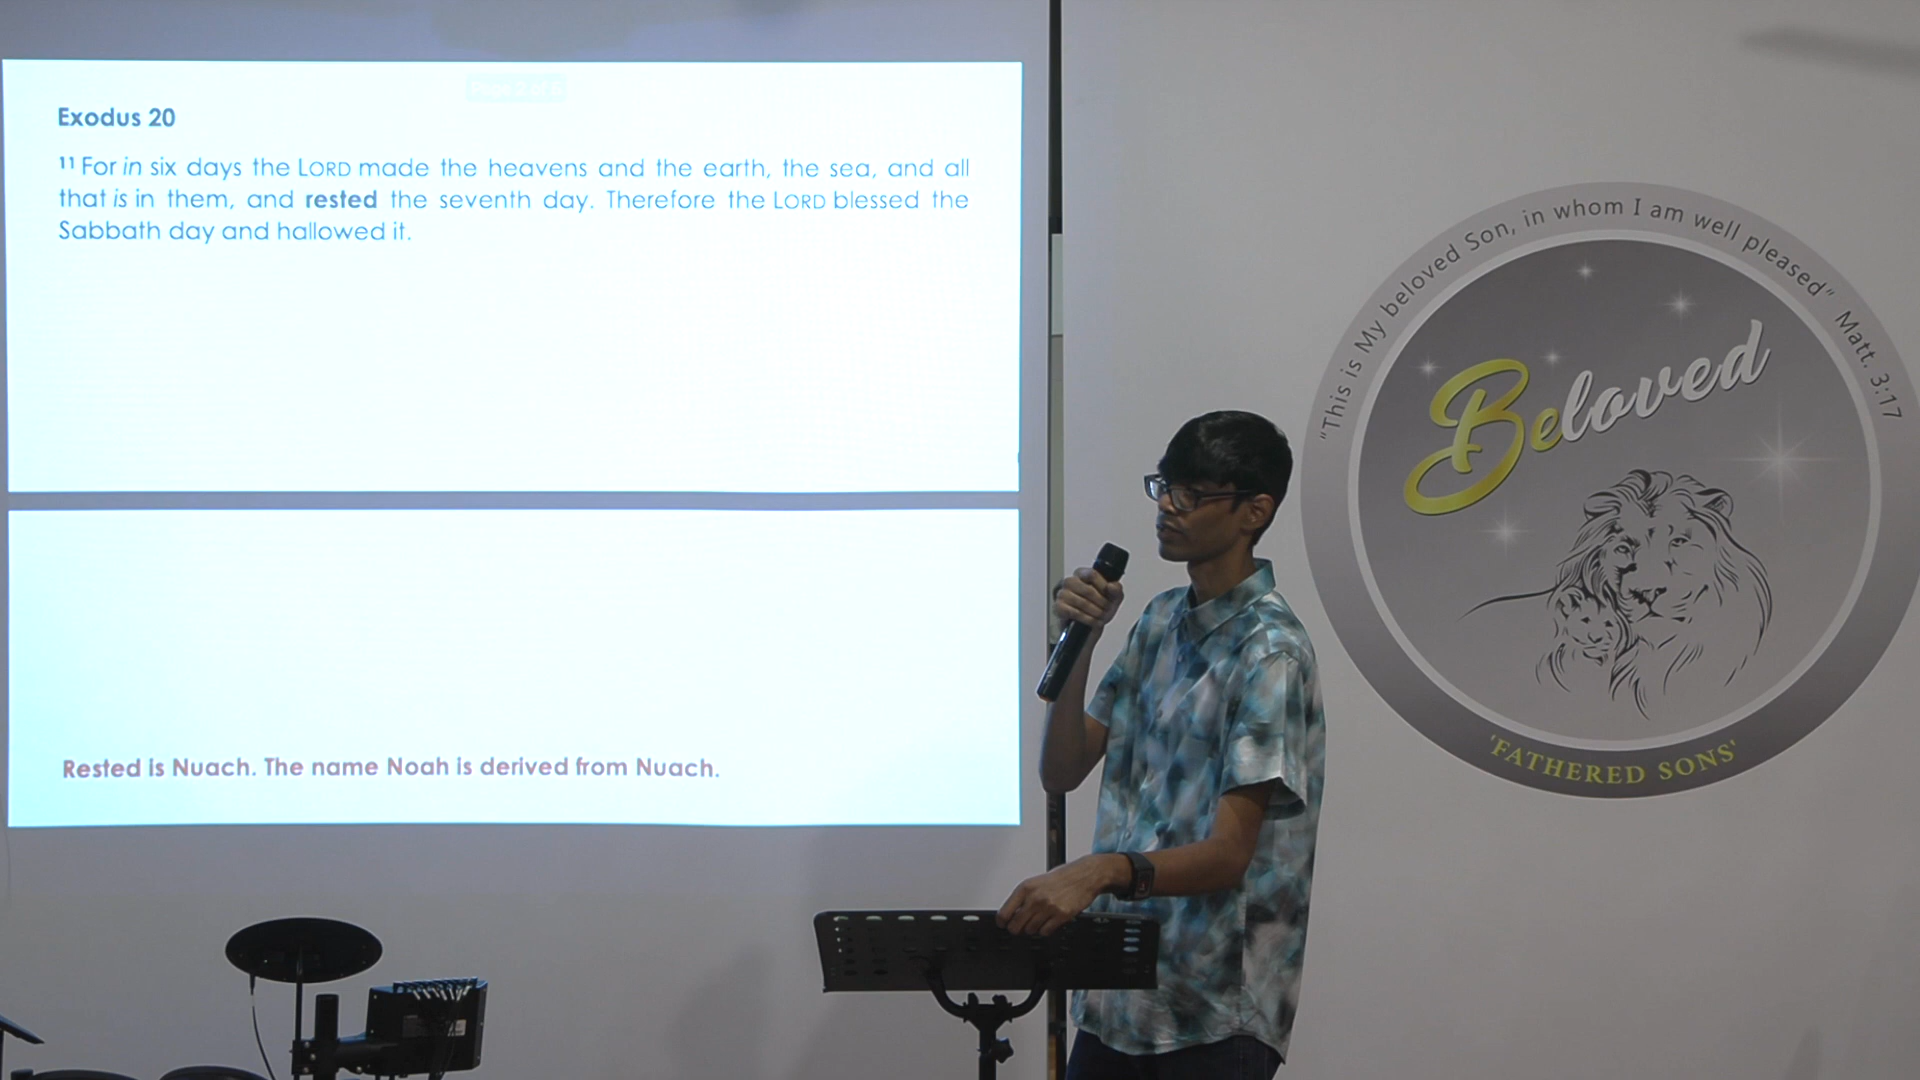 Exodus 20
11 For in six days the LORD made the heavens and the earth, the sea, and all
that is in them, and rested the seventh day. Therefore the LORD blessed the
Sabbath day and hallowed it.
Rested is Nuach. The name Noah is derived from Nuach.
"This is My beloved Son, in whom I am well pleased" Matt. 3:17
Beloved
'FATHERED SONS'